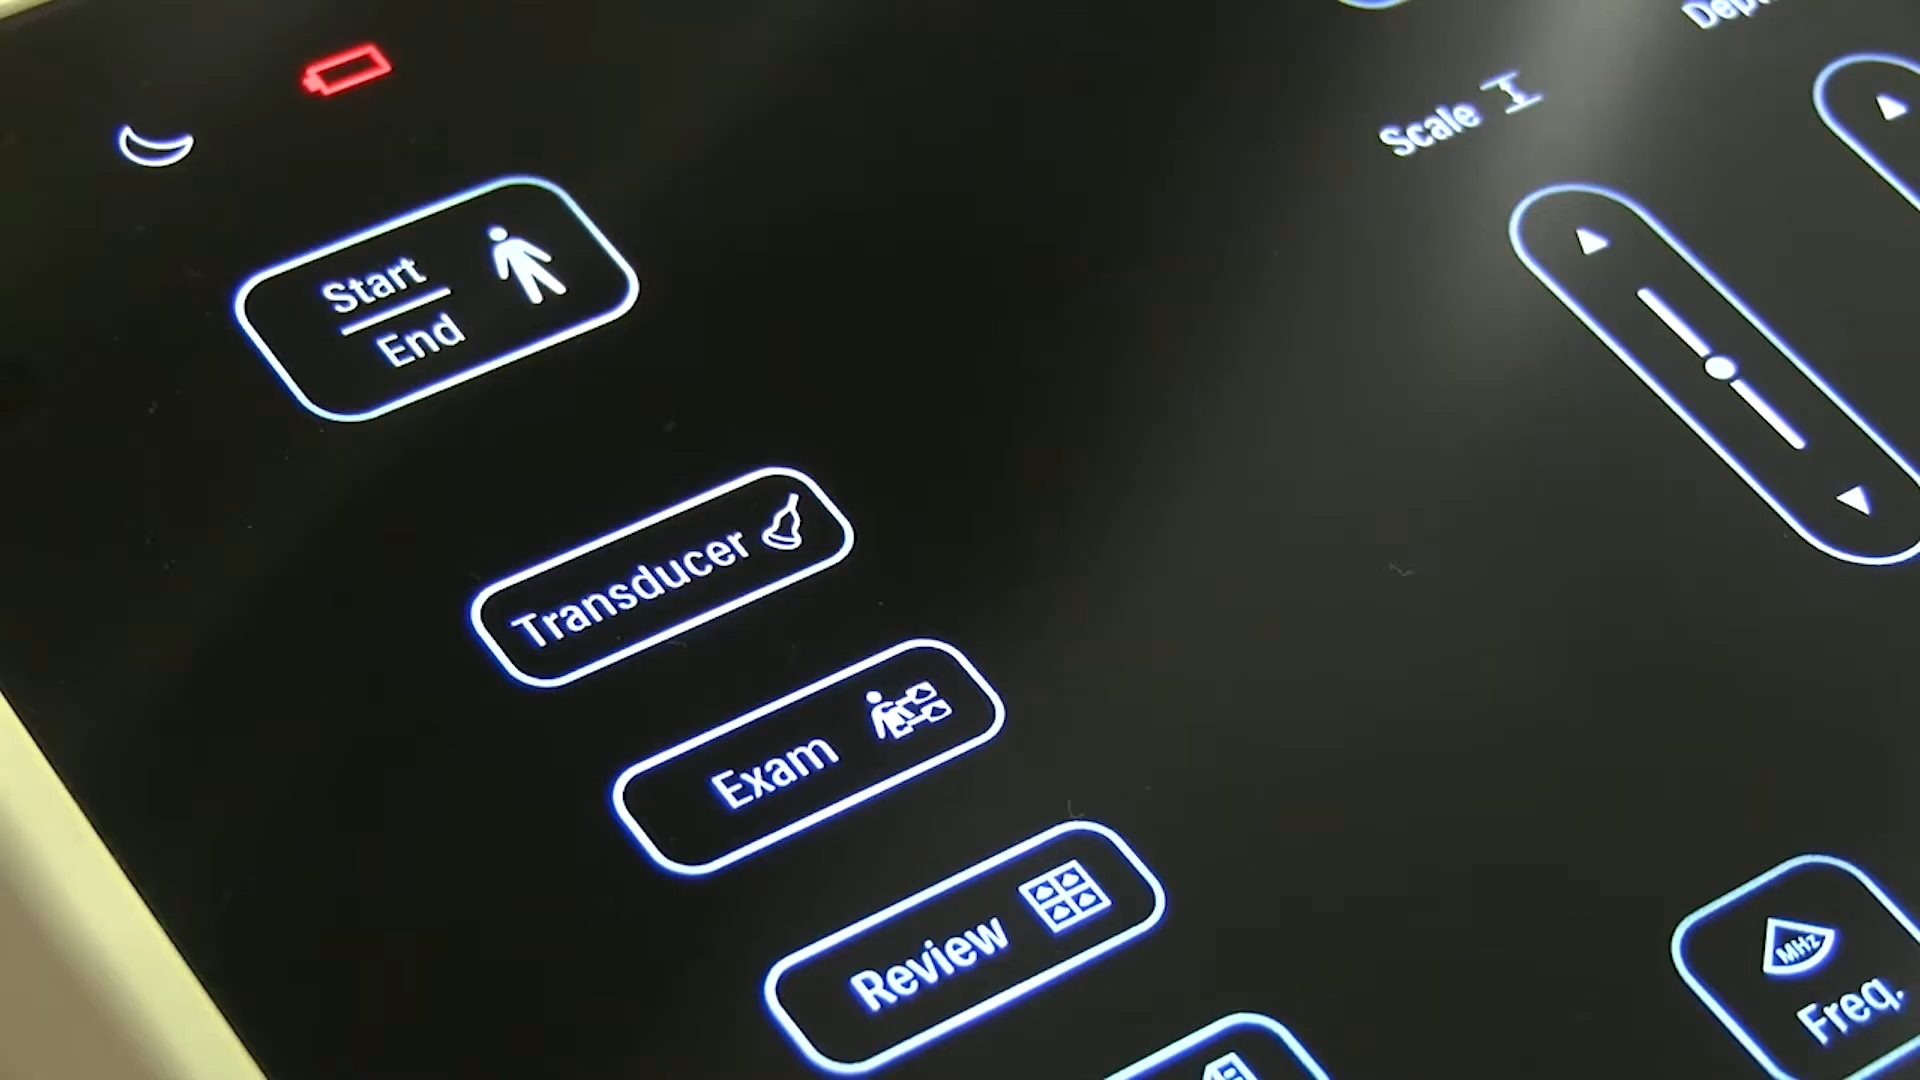 Scale
Start
End
Transducer
Exam
Review
MHz
Freq.